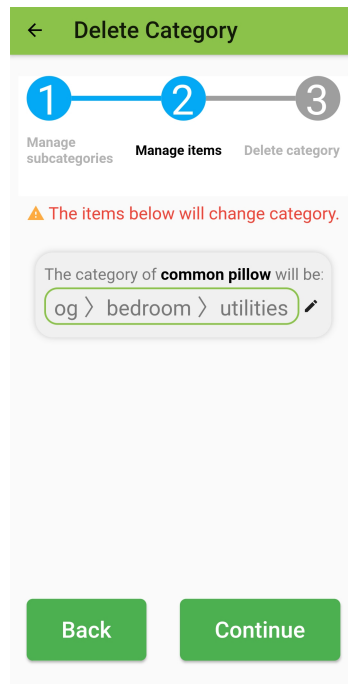 Delete Category
1 2 3
Manage subcategories
Manage items
Delete category
The items below will change category.
The category of common pillow will be:
og 〉 bedroom 〉 utilities
Back
Continue